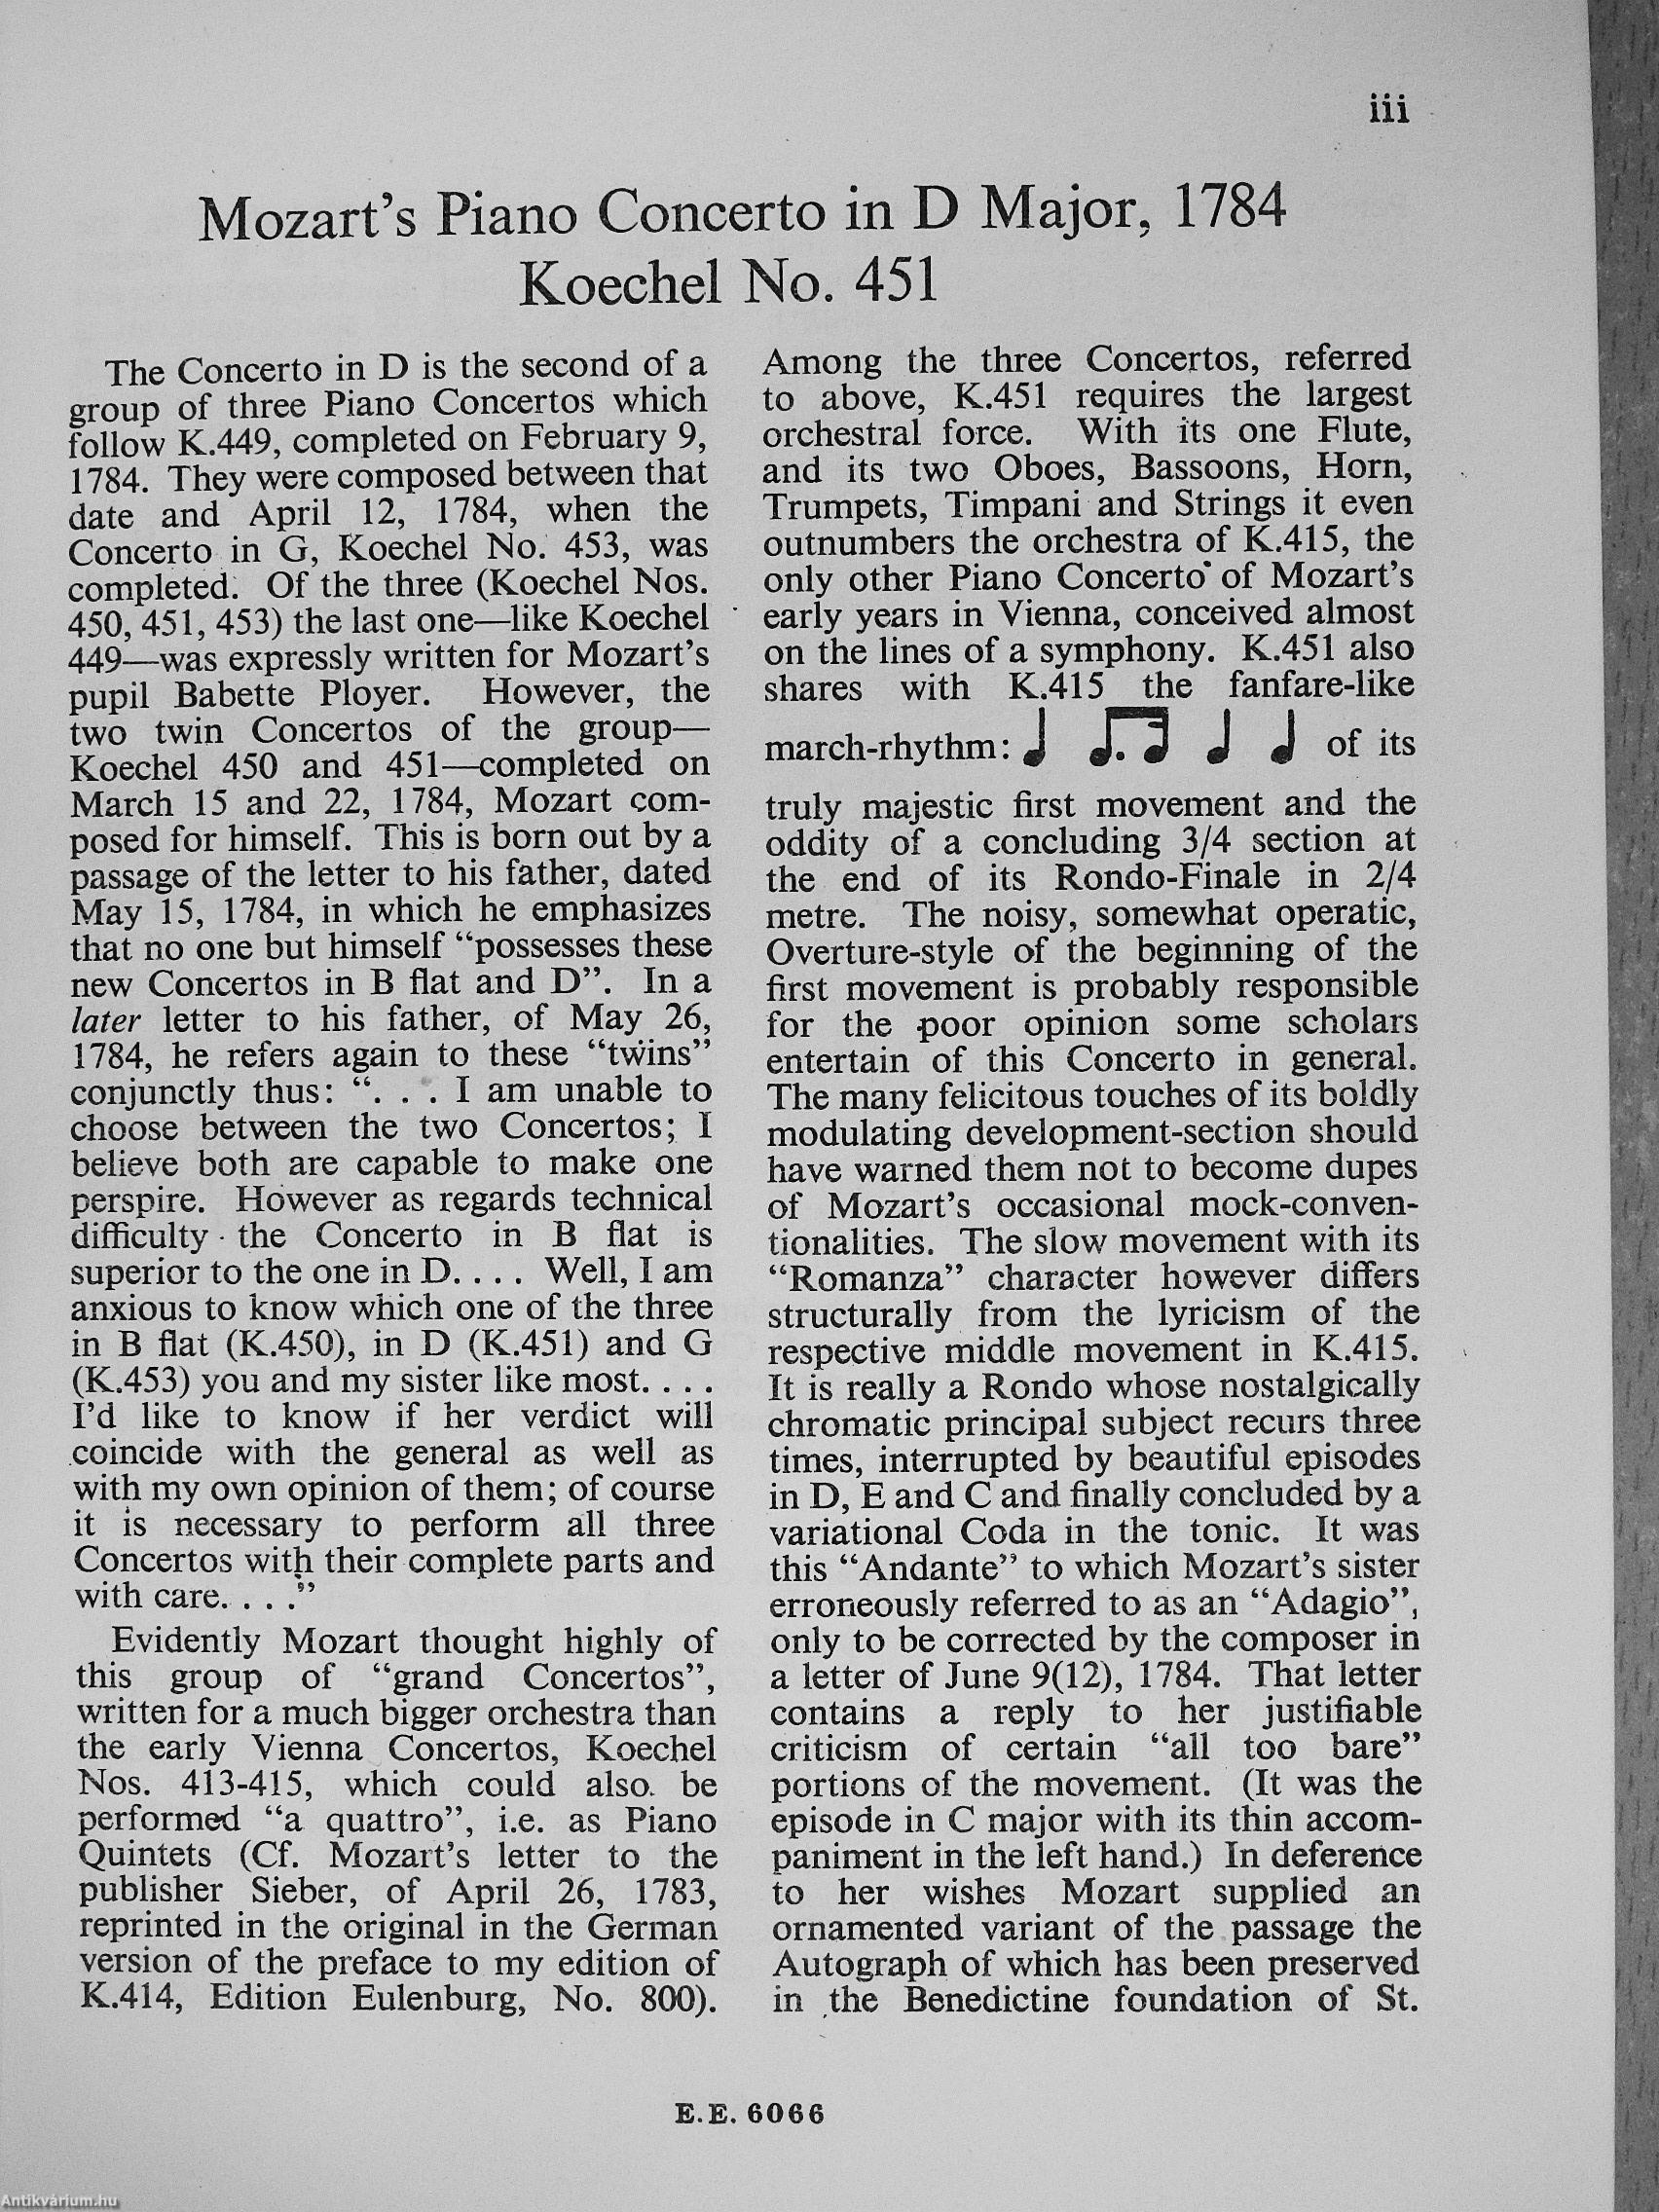 iii
Mozart's Piano Concerto in D Major, 1784
Koechel No. 451
The Concerto in D is the second of a
group of three Piano Concertos which
follow K.449, completed on February 9,
1784. They were composed between that
date and April 12, 1784, when the
Concerto in G, Koechel No. 453, was
completed. Of the three (Koechel Nos.
450, 451, 453) the last one—like Koechel
449—was expressly written for Mozart's
pupil Babette Ployer. However, the
two twin Concertos of the group—
Koechel 450 and 451—completed on
March 15 and 22, 1784, Mozart com-
posed for himself. This is born out by a
passage of the letter to his father, dated
May 15, 1784, in which he emphasizes
that no one but himself “possesses these
new Concertos in B flat and D”. In a
later letter to his father, of May 26,
1784, he refers again to these “twins”
conjunctly thus: “. . . I am unable to
choose between the two Concertos; I
believe both are capable to make one
perspire. However as regards technical
difficulty the Concerto in B flat is
superior to the one in D. . . . Well, I am
anxious to know which one of the three
in B flat (K.450), in D (K.451) and G
(K.453) you and my sister like most. . . .
I'd like to know if her verdict will
coincide with the general as well as
with my own opinion of them; of course
it is necessary to perform all three
Concertos with their complete parts and
with care. . . .”
Evidently Mozart thought highly of
this group of “grand Concertos”,
written for a much bigger orchestra than
the early Vienna Concertos, Koechel
Nos. 413-415, which could also be
performed “a quattro”, i.e. as Piano
Quintets (Cf. Mozart's letter to the
publisher Sieber, of April 26, 1783,
reprinted in the original in the German
version of the preface to my edition of
K.414, Edition Eulenburg, No. 800).
Among the three Concertos, referred
to above, K.451 requires the largest
orchestral force. With its one Flute,
and its two Oboes, Bassoons, Horn,
Trumpets, Timpani and Strings it even
outnumbers the orchestra of K.415, the
only other Piano Concerto of Mozart's
early years in Vienna, conceived almost
on the lines of a symphony. K.451 also
shares with K.415 the fanfare-like
march-rhythm: of its
truly majestic first movement and the
oddity of a concluding 3/4 section at
the end of its Rondo-Finale in 2/4
metre. The noisy, somewhat operatic,
Overture-style of the beginning of the
first movement is probably responsible
for the poor opinion some scholars
entertain of this Concerto in general.
The many felicitous touches of its boldly
modulating development-section should
have warned them not to become dupes
of Mozart's occasional mock-conven-
tionalities. The slow movement with its
“Romanza” character however differs
structurally from the lyricism of the
respective middle movement in K.415.
It is really a Rondo whose nostalgically
chromatic principal subject recurs three
times, interrupted by beautiful episodes
in D, E and C and finally concluded by a
variational Coda in the tonic. It was
this “Andante” to which Mozart's sister
erroneously referred to as an “Adagio”,
only to be corrected by the composer in
a letter of June 9(12), 1784. That letter
contains a reply to her justifiable
criticism of certain “all too bare”
portions of the movement. (It was the
episode in C major with its thin accom-
paniment in the left hand.) In deference
to her wishes Mozart supplied an
ornamented variant of the passage the
Autograph of which has been preserved
in the Benedictine foundation of St.
E.E. 6066
Antikvárium.hu